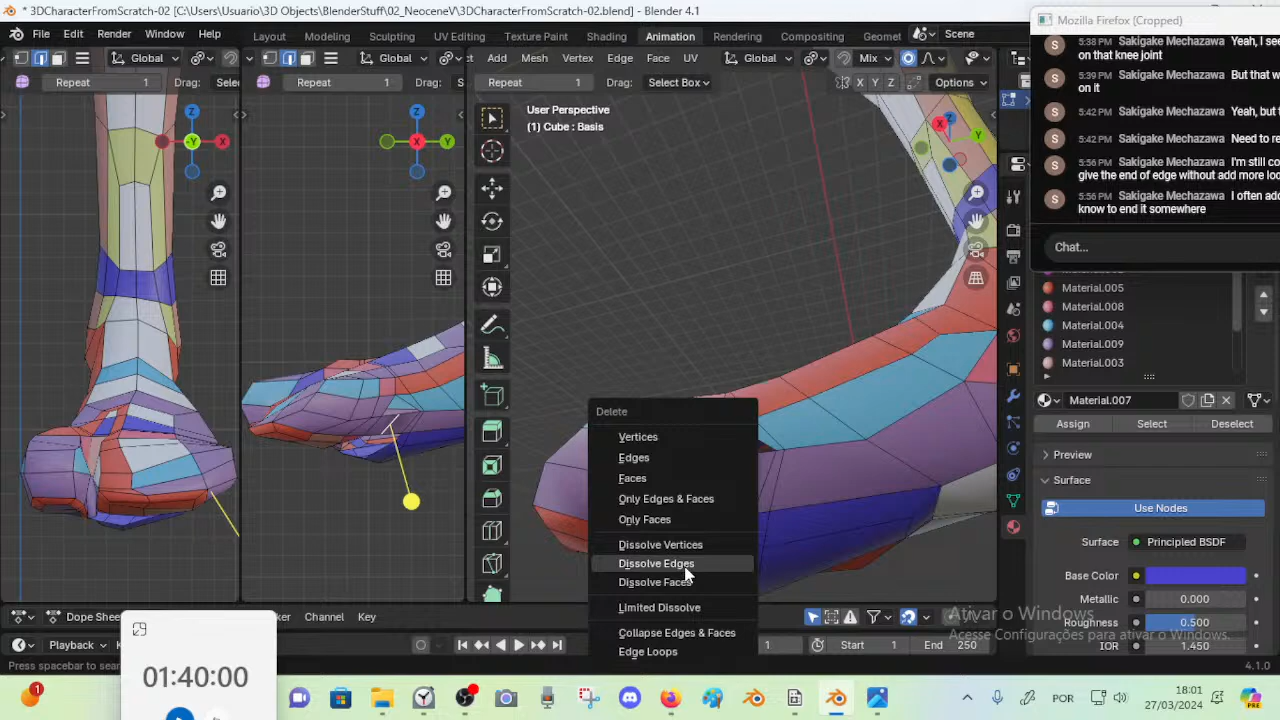 * 3DCharacterFromScratch-02 [C:\Users\Usuario\3D Objects\BlenderStuff\02_NeoceneV\3DCharacterFromScratch-02.blend] - Blender 4.1
Mozilla Firefox (Cropped)
File Edit Render Window Help
Layout Modeling Sculpting UV Editing Texture Paint Shading Animation Rendering Compositing Geomet
Scene
5:38 PM Sakigake Mechazawa Yeah, I see
on that knee joint
Global
Selec
Global
ct Add Mesh Vertex Edge Face UV
Global
Mix
5:39 PM Sakigake Mechazawa But that w
on it
Repeat 1 Drag: Selec
Repeat 1 Drag: S
Repeat 1 Drag: Select Box
X Y Z
Options
5:42 PM Sakigake Mechazawa Yeah, but t
5:42 PM Sakigake Mechazawa Need to re
5:56 PM Sakigake Mechazawa I'm still co
give the end of edge without add more loo
5:56 PM Sakigake Mechazawa I often add
know to end it somewhere
Chat...
User Perspective
(1) Cube : Basis
Z
-Y
X
Z
X
Y
X
Z
Y
Material.005
Material.008
Material.004
Material.009
Material.003
Material.007
Assign Select Deselect
Preview
Surface
Use Nodes
Surface Principled BSDF
Base Color
Metallic 0.000
Roughness 0.500
IOR 1.450
Delete
Vertices
Edges
Faces
Only Edges & Faces
Only Faces
Dissolve Vertices
Dissolve Edges
Dissolve Faces
Limited Dissolve
Collapse Edges & Faces
Edge Loops
Ativar o Windows
Acesse Configurações para ativar o Windows.
Dope Shee
ker Channel Key
Playback
1 Start 1 End 250
Press spacebar to sear
4.1.0
01:40:00
1
POR
18:01
27/03/2024
PRE